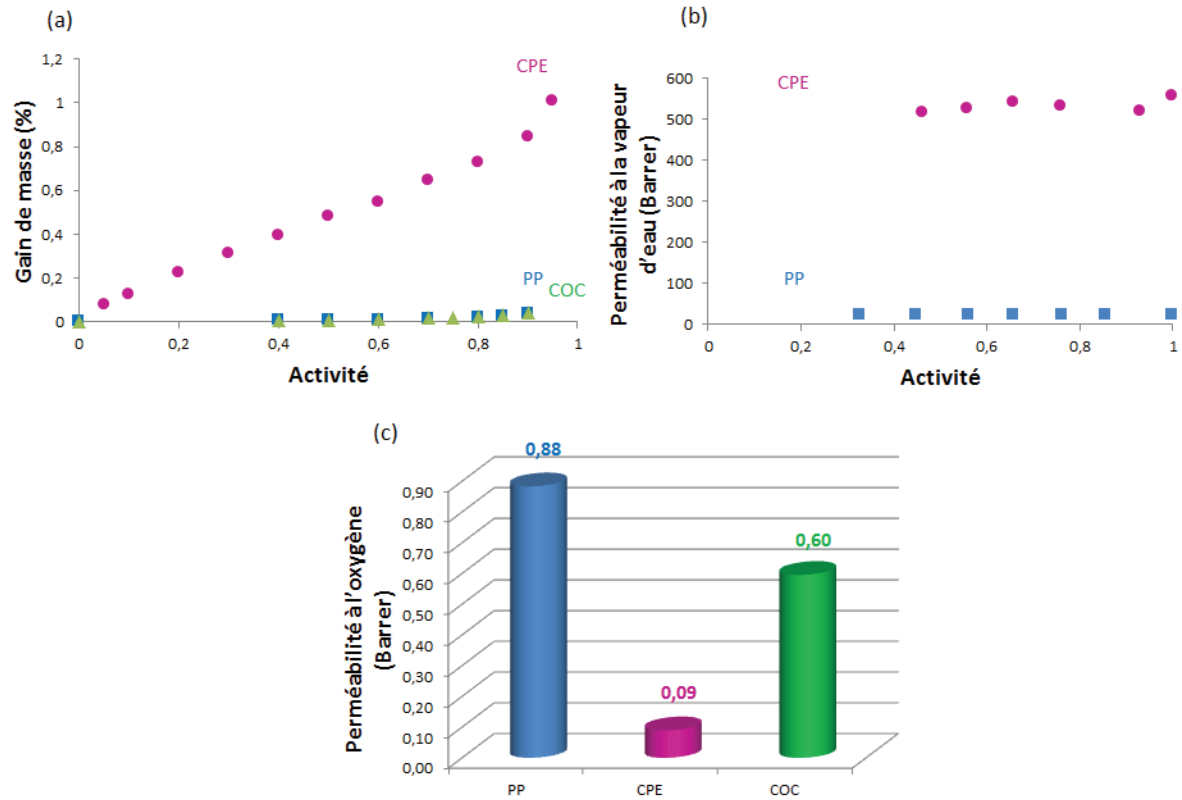 (a)
Gain de masse (%)
1,2
1
0,8
0,6
0,4
0,2
0
0
0,2
0,4
0,6
0,8
1
Activité
CPE
PP
COC
(b)
Perméabilité à la vapeur
d'eau (Barrer)
600
500
400
300
200
100
0
0
0,2
0,4
0,6
0,8
1
Activité
CPE
PP
(c)
Perméabilité à l'oxygène
(Barrer)
0,90
0,80
0,70
0,60
0,50
0,40
0,30
0,20
0,10
0,00
0,88
0,09
0,60
PP
CPE
COC